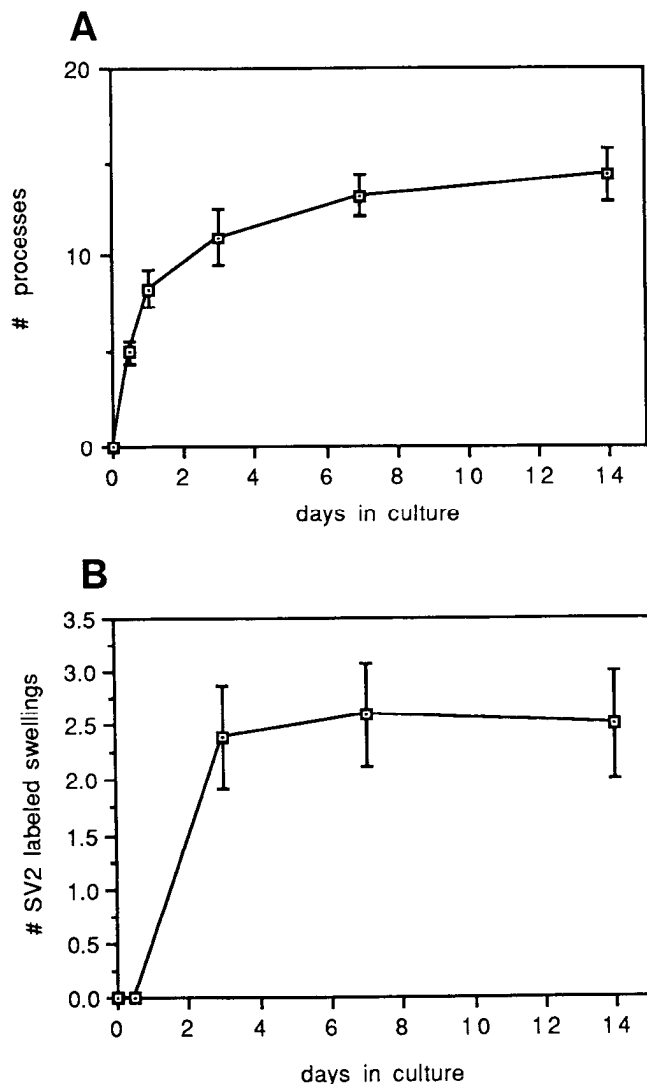 A
20
10
0
# processes
0 2 4 6 8 10 12 14
days in culture
B
3.5
3.0
2.5
2.0
1.5
1.0
0.5
0.0
# SV2 labeled swellings
0 2 4 6 8 10 12 14
days in culture